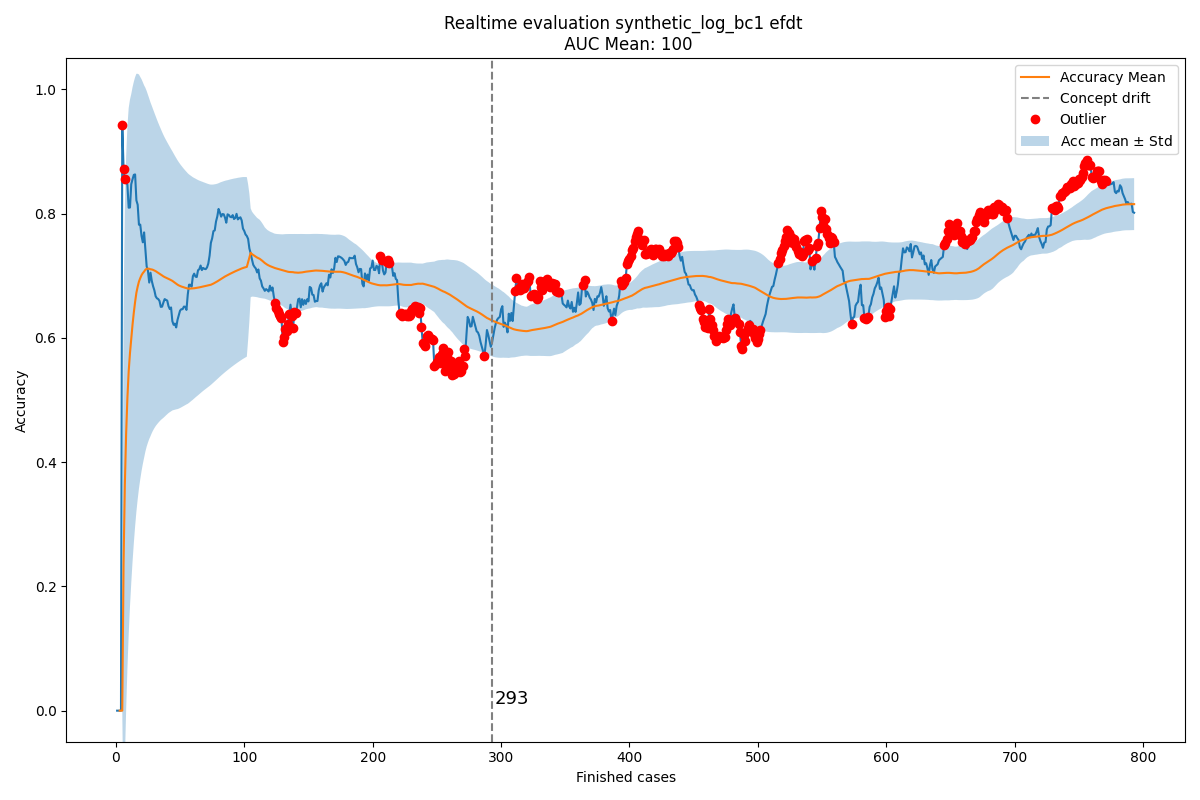 Realtime evaluation synthetic_log_bc1 efdt
AUC Mean: 100
Accuracy Mean
Concept drift
Outlier
Acc mean ± Std
1.0
0.8
0.6
0.4
0.2
0.0
Accuracy
293
0 100 200 300 400 500 600 700 800
Finished cases